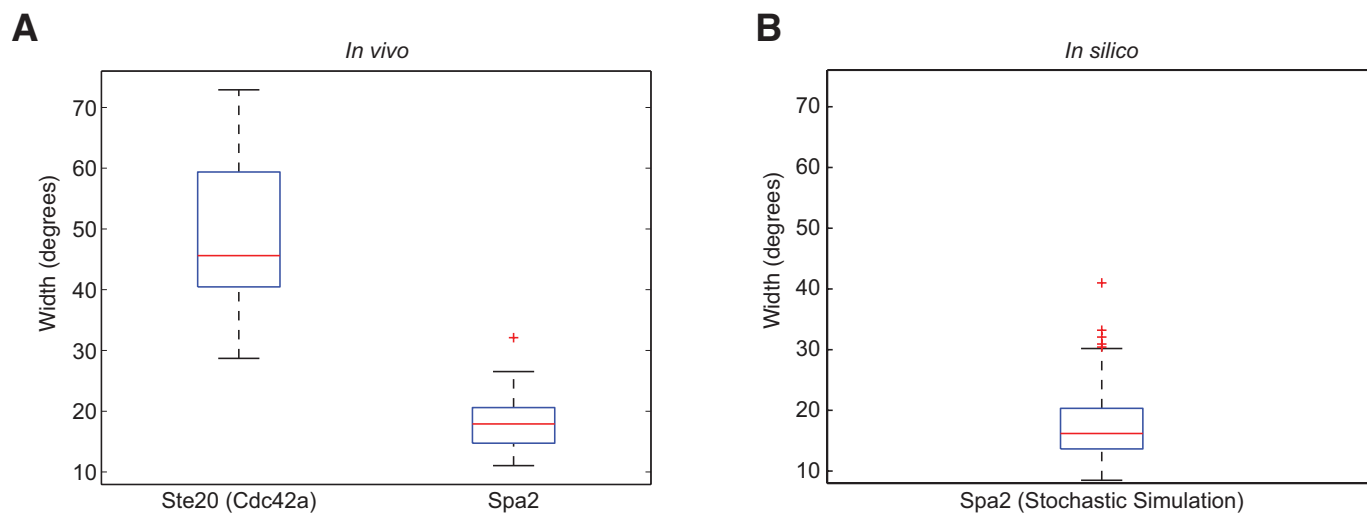 A
In vivo
Width (degrees)
70
60
50
40
30
20
10
Ste20 (Cdc42a)
Spa2
B
In silico
Width (degrees)
70
60
50
40
30
20
10
Spa2 (Stochastic Simulation)